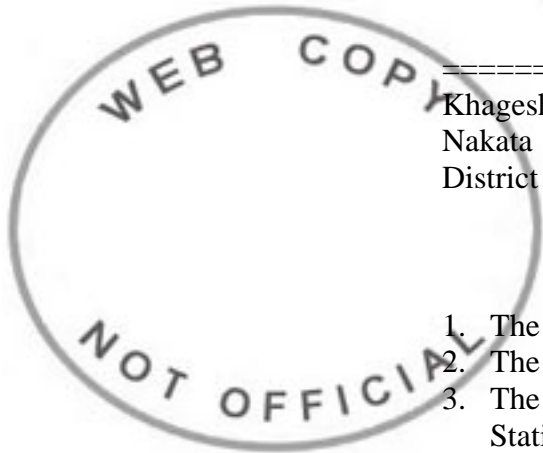 WEB COPY
=======
Khagesh
Nakata
District
1. The
2. The
3. The
Stati
NOT OFFICIAL